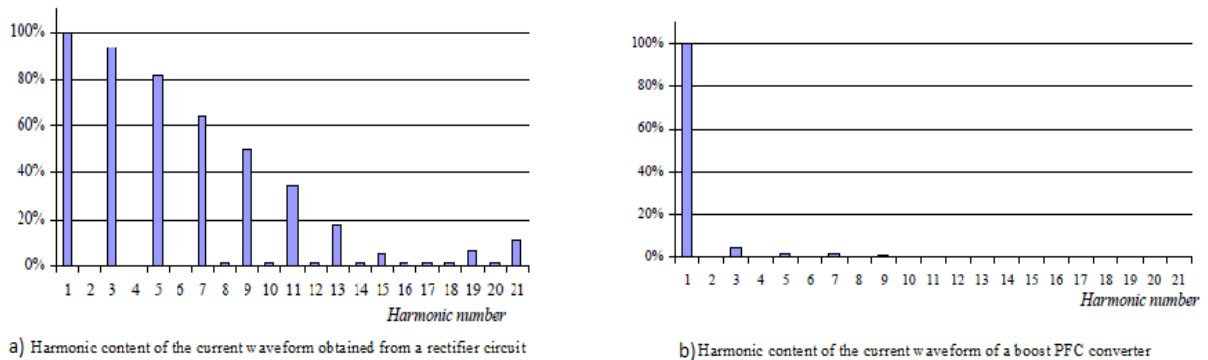 100%
80%
60%
40%
20%
0%
1 2 3 4 5 6 7 8 9 10 11 12 13 14 15 16 17 18 19 20 21
Harmonic number
a) Harmonic content of the current waveform obtained from a rectifier circuit
100%
80%
60%
40%
20%
0%
1 2 3 4 5 6 7 8 9 10 11 12 13 14 15 16 17 18 19 20 21
Harmonic number
b) Harmonic content of the current waveform of a boost PFC converter